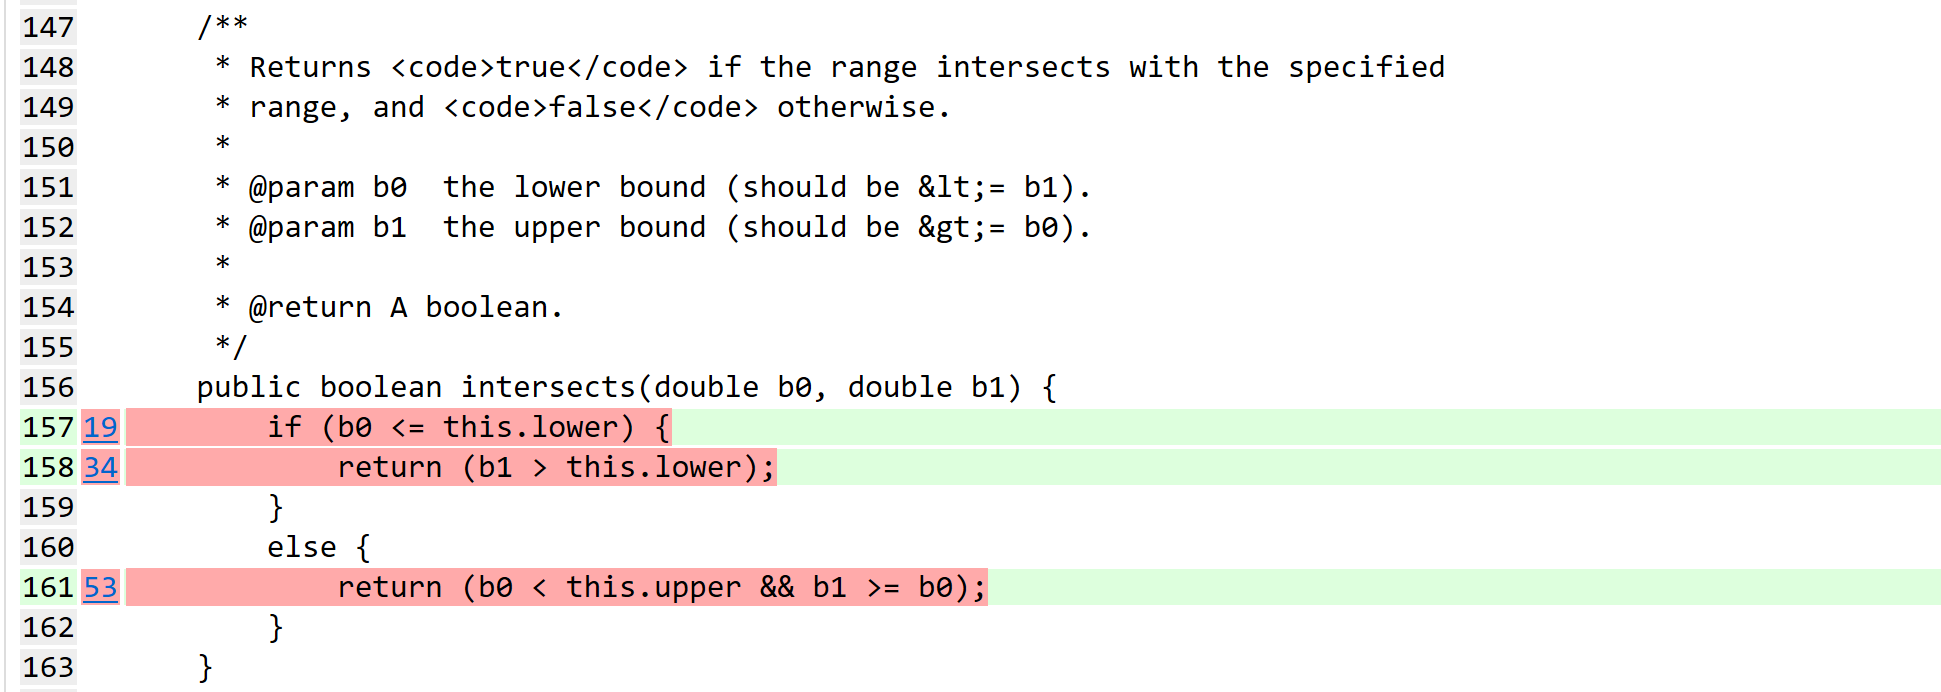 147 /**
148 * Returns <code>true</code> if the range intersects with the specified
149 * range, and <code>false</code> otherwise.
150 *
151 * @param b0  the lower bound (should be &lt;= b1).
152 * @param b1  the upper bound (should be &gt;= b0).
153 *
154 * @return A boolean.
155 */
156 public boolean intersects(double b0, double b1) {
157 19 if (b0 <= this.lower) {
158 34 return (b1 > this.lower);
159 }
160 else {
161 53 return (b0 < this.upper && b1 >= b0);
162 }
163 }